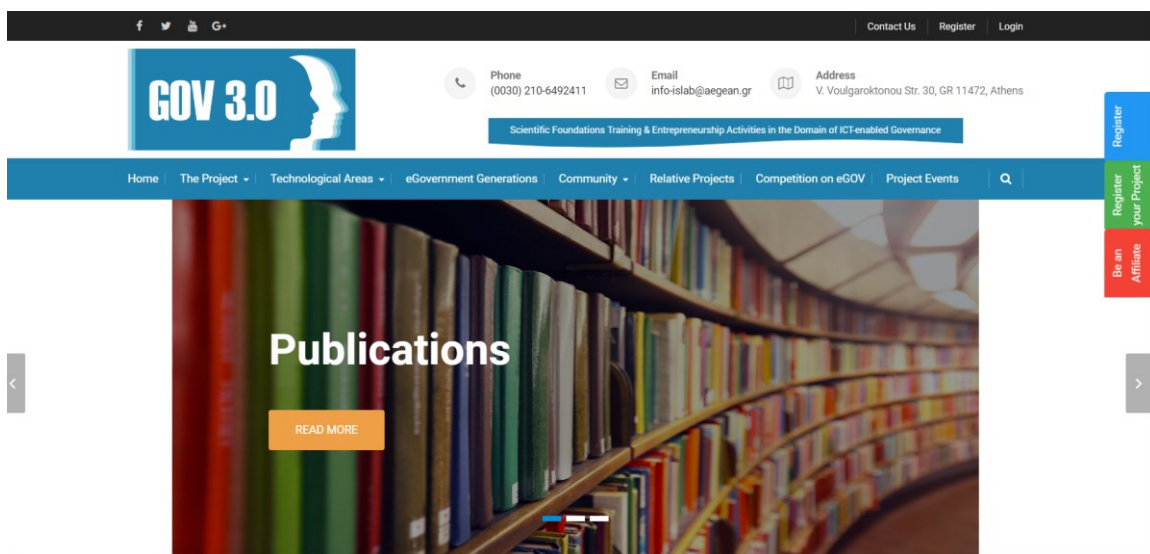 Contact Us
Register
Login
GOV 3.0
Phone
(0030) 210-6492411
Email
info-islab@aegean.gr
Address
V. Voulgaroktonou Str. 30, GR 11472, Athens
Scientific Foundations Training & Entrepreneurship Activities in the Domain of ICT-enabled Governance
Home
The Project
Technological Areas
eGovernment Generations
Community
Relative Projects
Competition on eGOV
Project Events
Register
Register
your Project
Be an
Affiliate
Publications
READ MORE